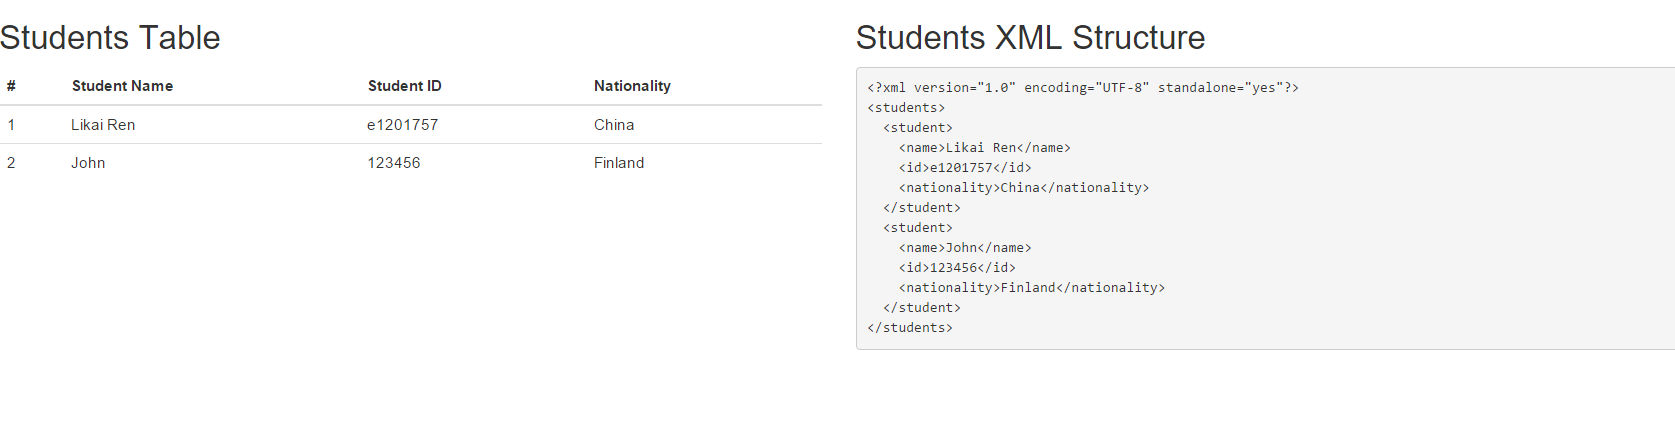 Students Table
# Student Name Student ID Nationality
1 Likai Ren e1201757 China
2 John 123456 Finland
Students XML Structure
<?xml version="1.0" encoding="UTF-8" standalone="yes"?>
<students>
  <student>
    <name>Likai Ren</name>
    <id>e1201757</id>
    <nationality>China</nationality>
  </student>
  <student>
    <name>John</name>
    <id>123456</id>
    <nationality>Finland</nationality>
  </student>
</students>